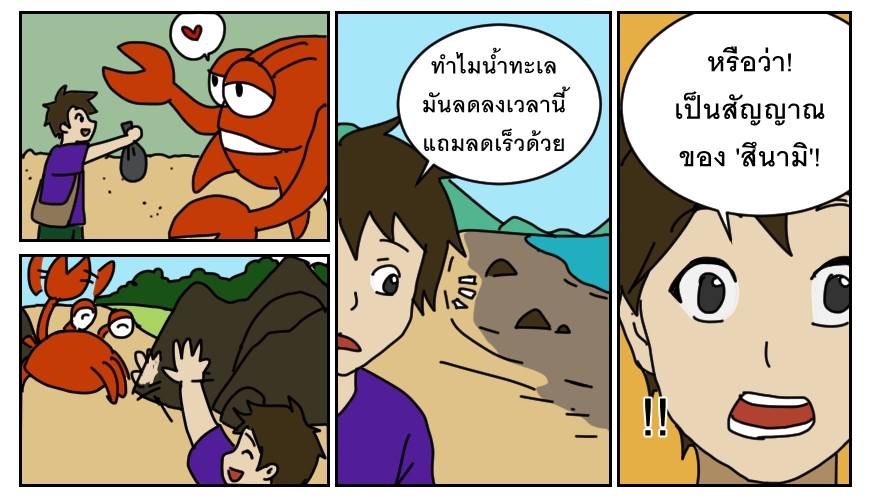 ทำไมน้ำทะเล
มันลดลงเวลานี้
แถมลดเร็วด้วย
หรือว่า!
เป็นสัญญาณ
ของ 'สึนามิ'!
!!